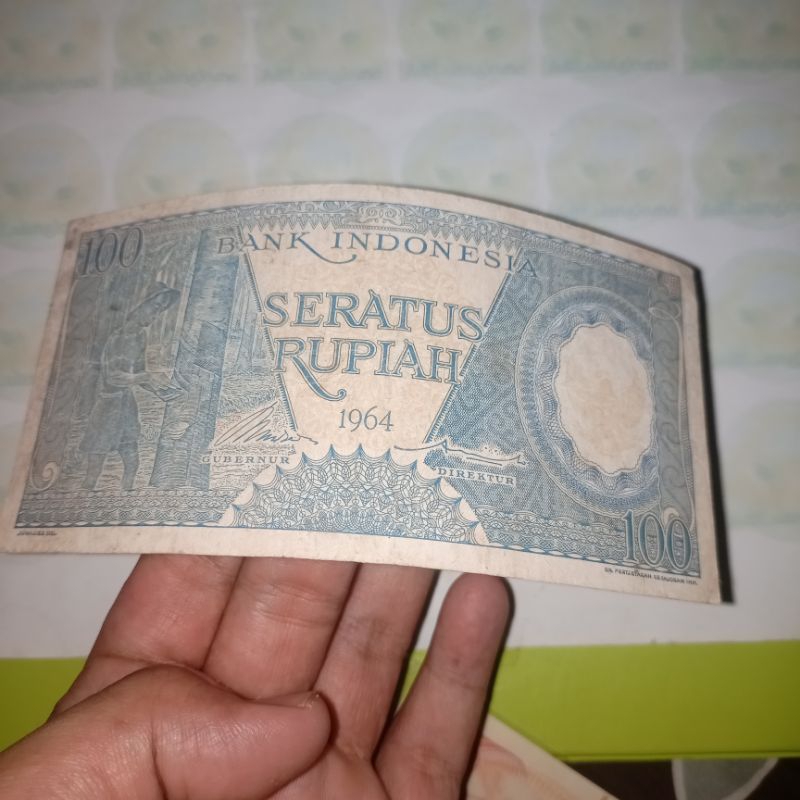 100
BANK INDONESIA
SERATUS
RUPIAH
1964
GUBERNUR
DIREKTUR
100